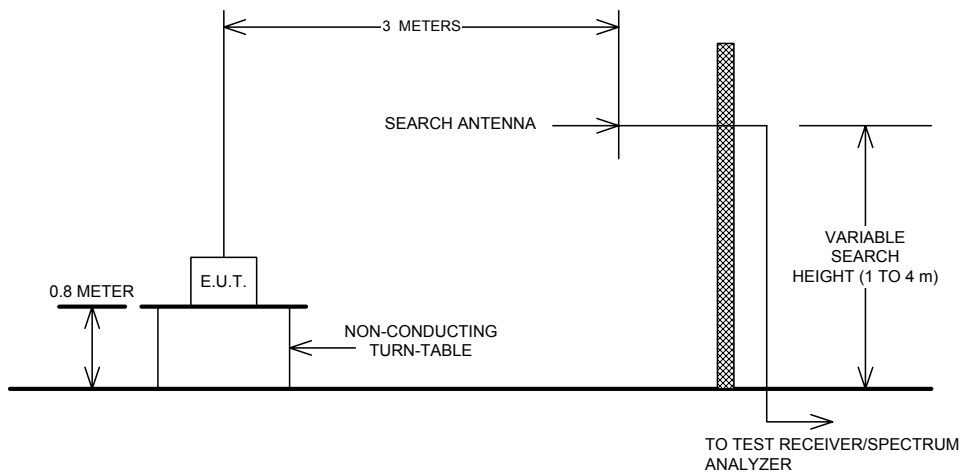 3 METERS
SEARCH ANTENNA
VARIABLE
SEARCH
HEIGHT (1 TO 4 m)
E.U.T.
0.8 METER
NON-CONDUCTING
TURN-TABLE
TO TEST RECEIVER/SPECTRUM
ANALYZER